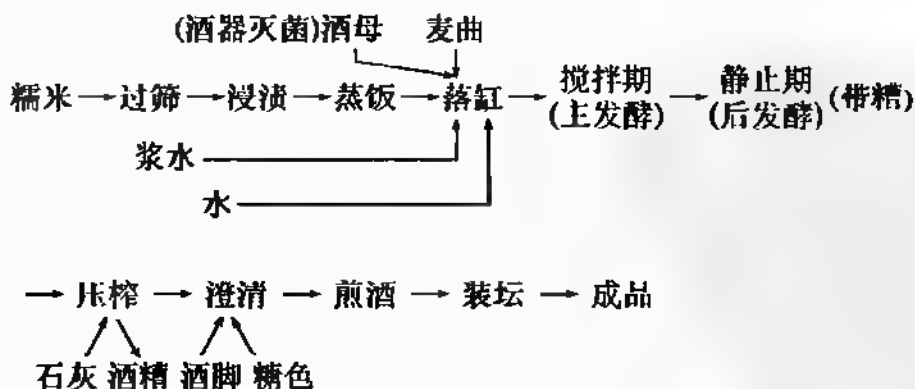 (酒器灭菌)酒母 麦曲
糯米 过筛 浸渍 蒸饭 落缸 搅拌期 静止期
(主发酵) (后发酵) (带糟)
浆水
水
压榨 澄清 煎酒 装坛 成品
石灰 酒精 酒脚 糖色